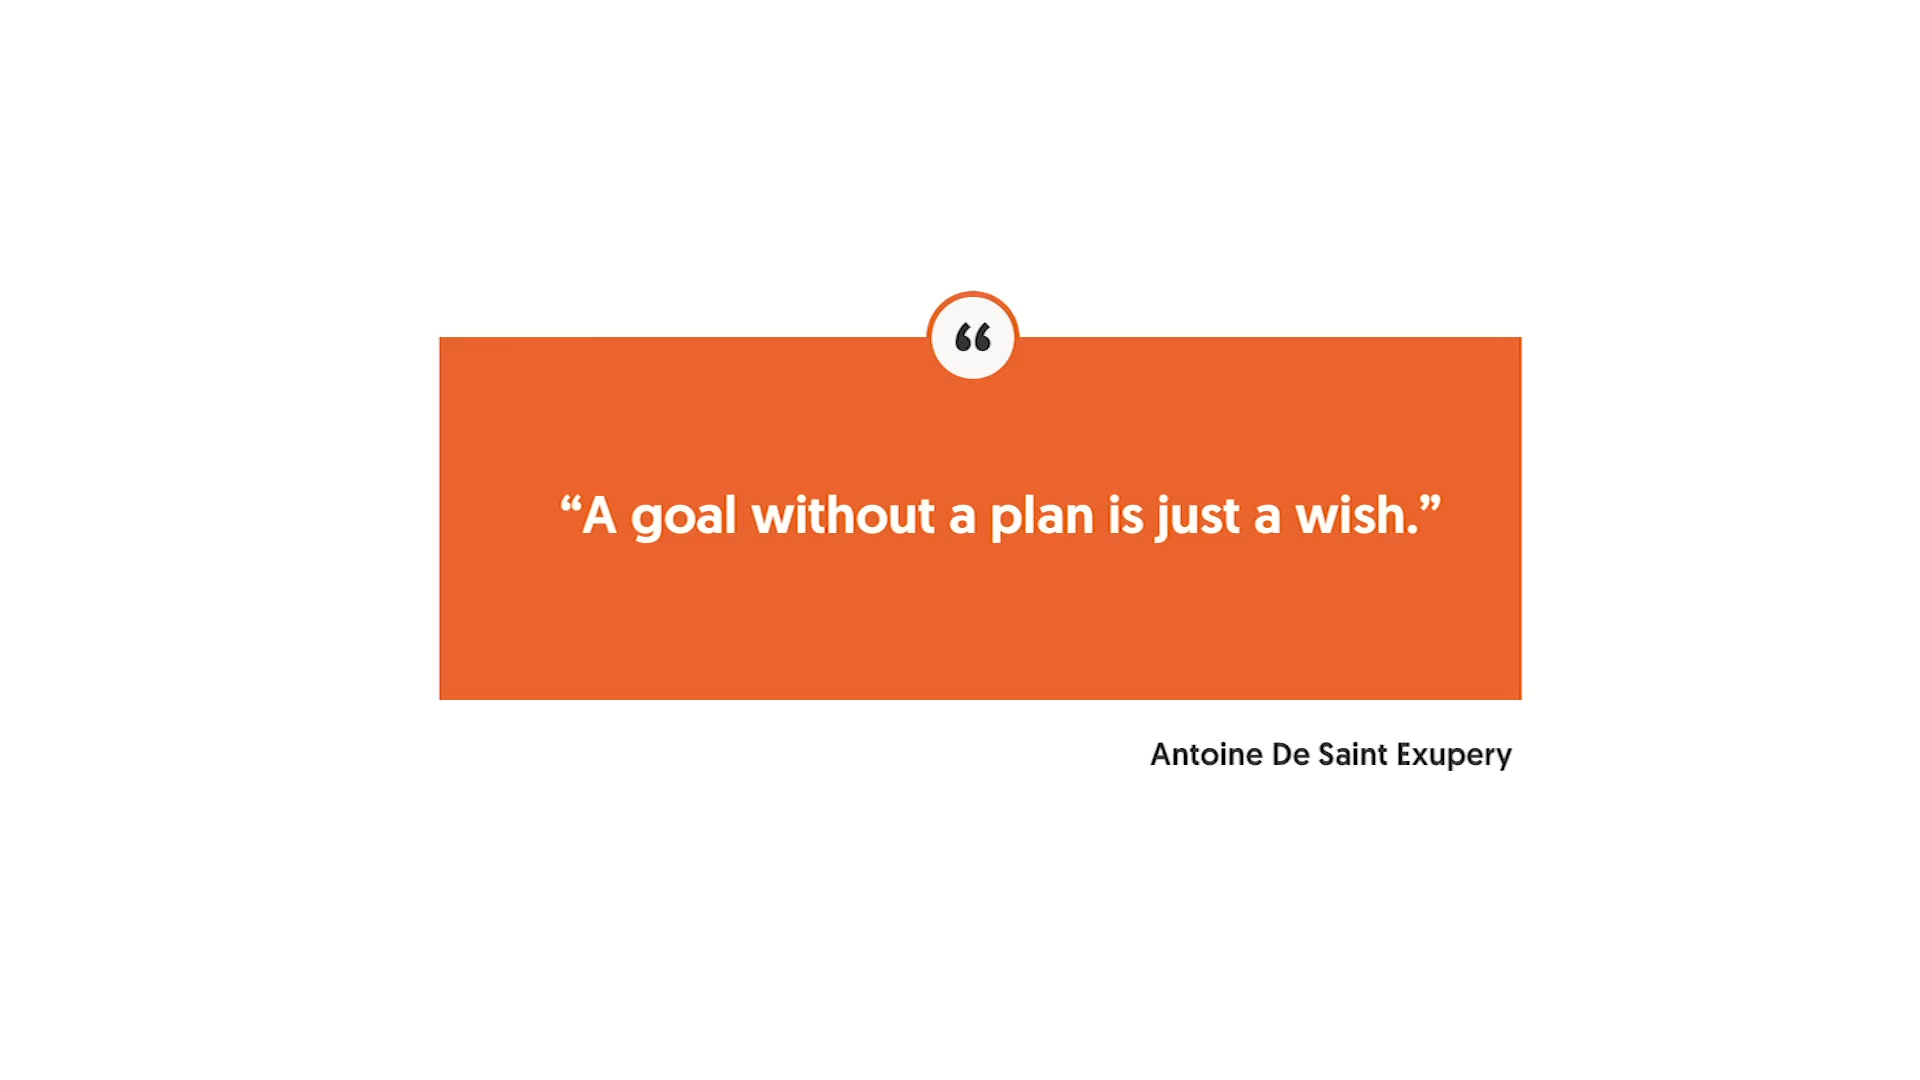 “
“A goal without a plan is just a wish.”
Antoine De Saint Exupery